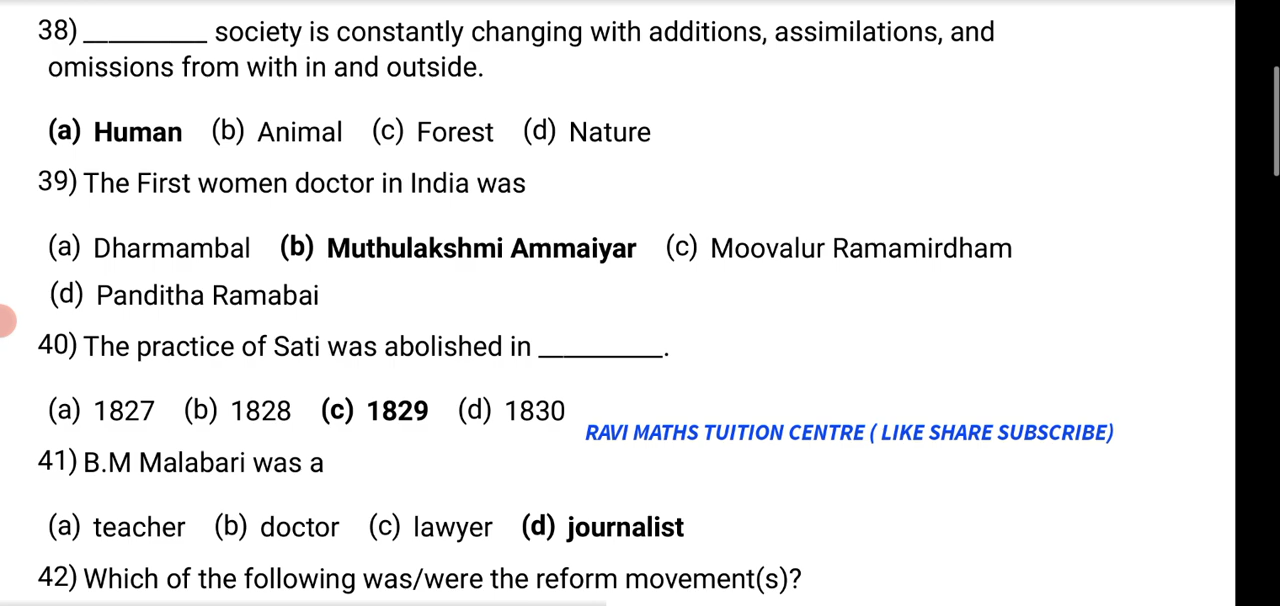 38) _________ society is constantly changing with additions, assimilations, and
omissions from with in and outside.
(a) Human (b) Animal (c) Forest (d) Nature
39) The First women doctor in India was
(a) Dharmambal (b) Muthulakshmi Ammaiyar (c) Moovalur Ramamirdham
(d) Panditha Ramabai
40) The practice of Sati was abolished in _________.
(a) 1827 (b) 1828 (c) 1829 (d) 1830
RAVI MATHS TUITION CENTRE ( LIKE SHARE SUBSCRIBE)
41) B.M Malabari was a
(a) teacher (b) doctor (c) lawyer (d) journalist
42) Which of the following was/were the reform movement(s)?